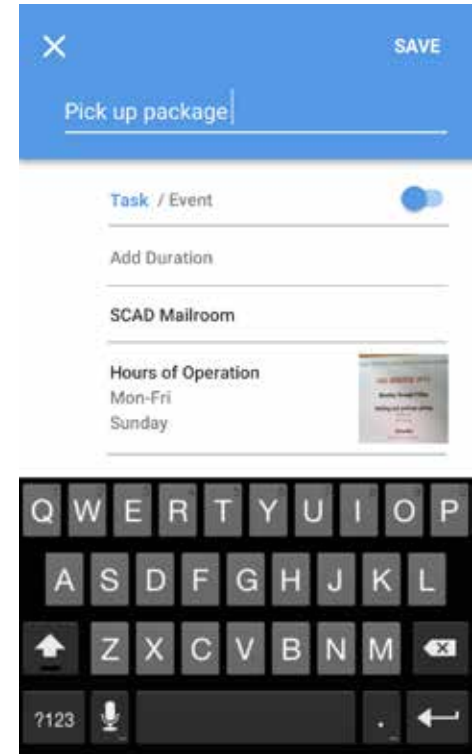 SAVE
Pick up package
Task / Event
Add Duration
SCAD Mailroom
Hours of Operation
Mon-Fri
Sunday
Q W E R T Y U I O P
A S D F G H J K L
Z X C V B N M
?123 .